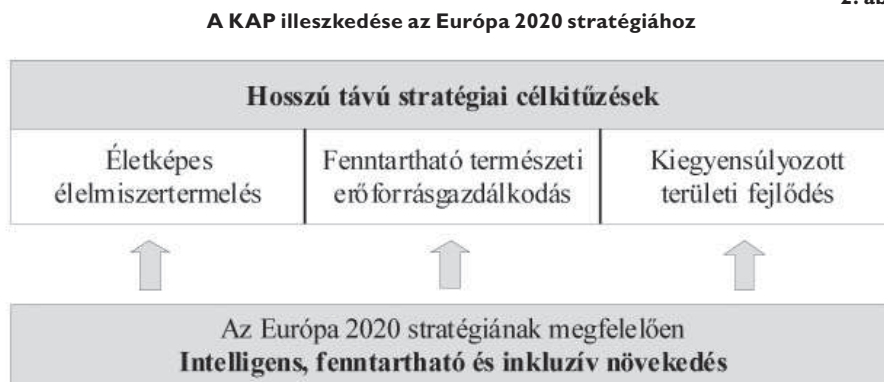 A KAP illeszkedése az Európa 2020 stratégiához
Hosszú távú stratégiai célkitűzések
Életképes
élelmiszertermelés
Fenntartható természeti
erőforrásgazdálkodás
Kiegyensúlyozott
területi fejlődés
Az Európa 2020 stratégiának megfelelően
Intelligens, fenntartható és inkluzív növekedés